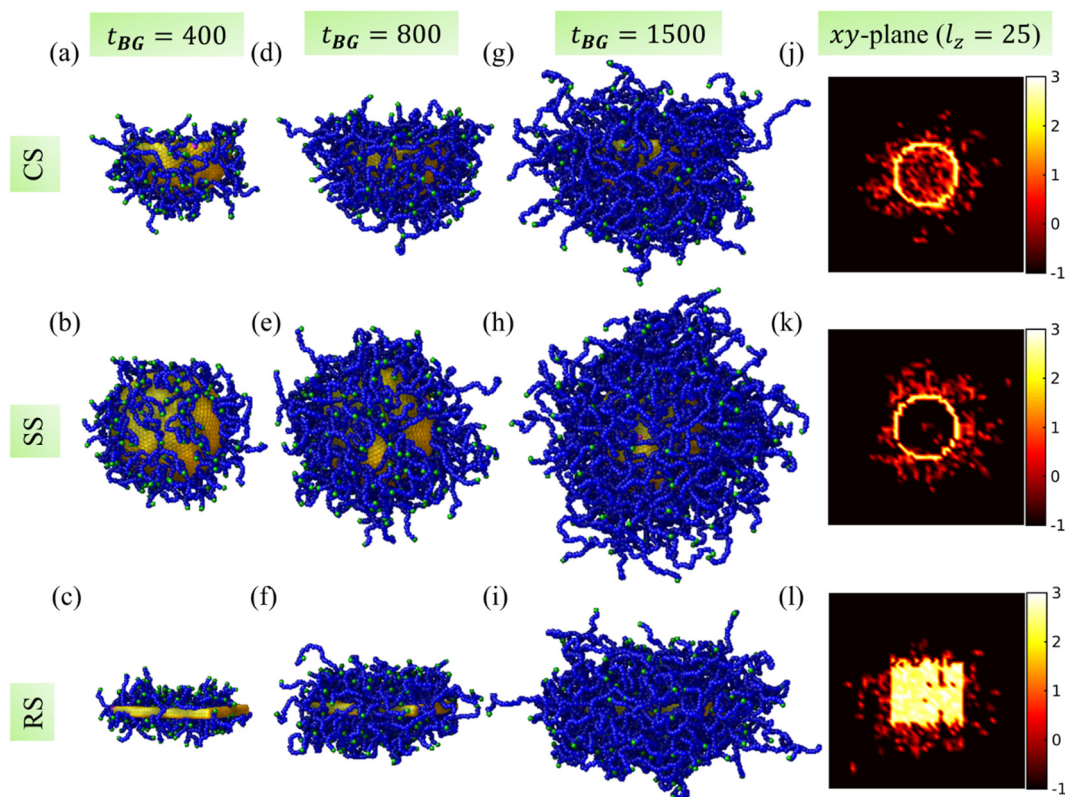 t_BG = 400
t_BG = 800
t_BG = 1500
xy-plane (l_z = 25)
(a)
(d)
(g)
(j)
CS
3
2
1
0
-1
(b)
(e)
(h)
(k)
SS
3
2
1
0
-1
(c)
(f)
(i)
(l)
RS
3
2
1
0
-1